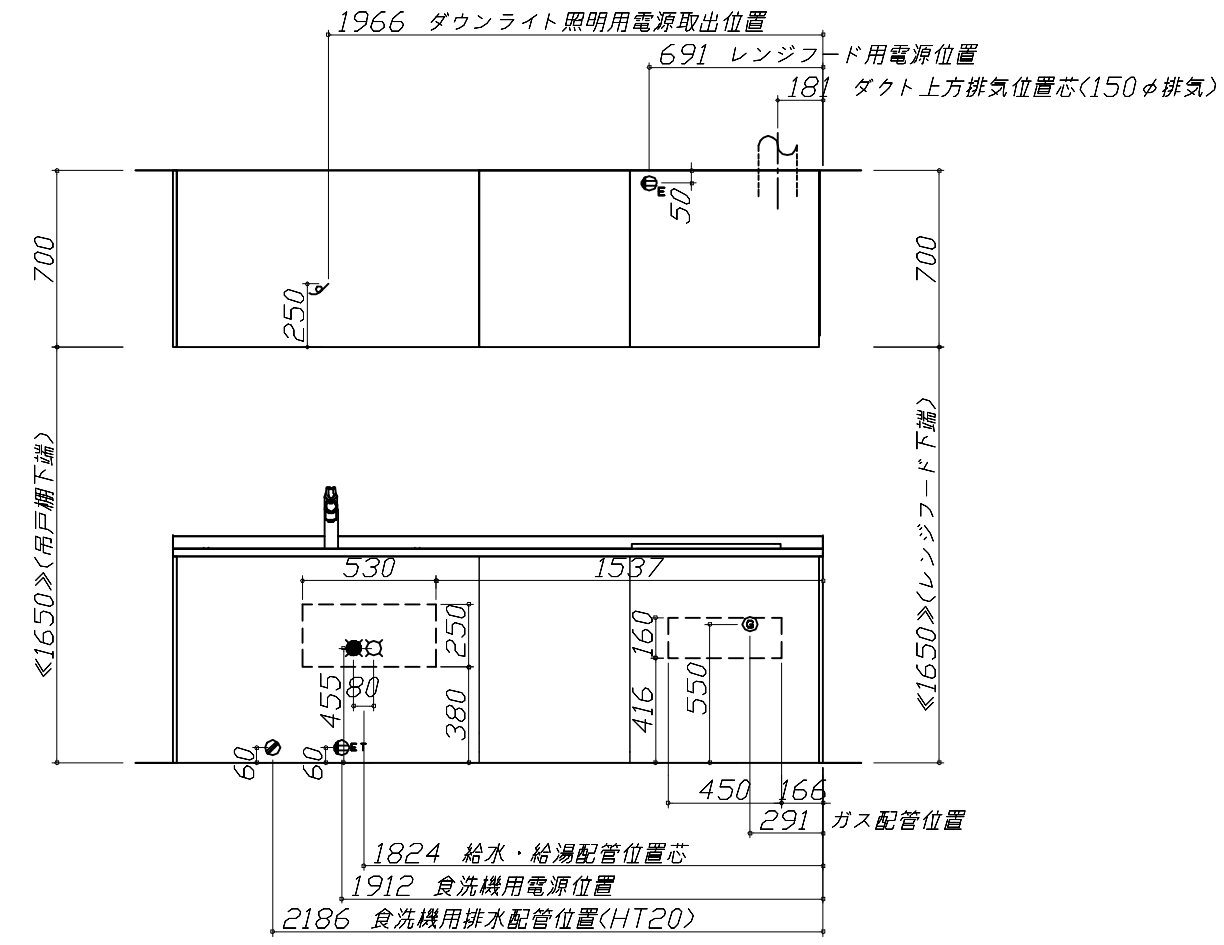 1966 ダウンライト照明用電源取出位置
691 レンジフード用電源位置
181 ダクト上方排気位置芯(150φ排気)
E
50
700
700
250
≪1650≫(吊戸棚下端)
≪1650≫(レンジフード下端)
530
1537
250
160
G
455
80
380
416
550
60
60
ET
450
166
291 ガス配管位置
1824 給水・給湯配管位置芯
1912 食洗機用電源位置
2186 食洗機用排水配管位置(HT20)